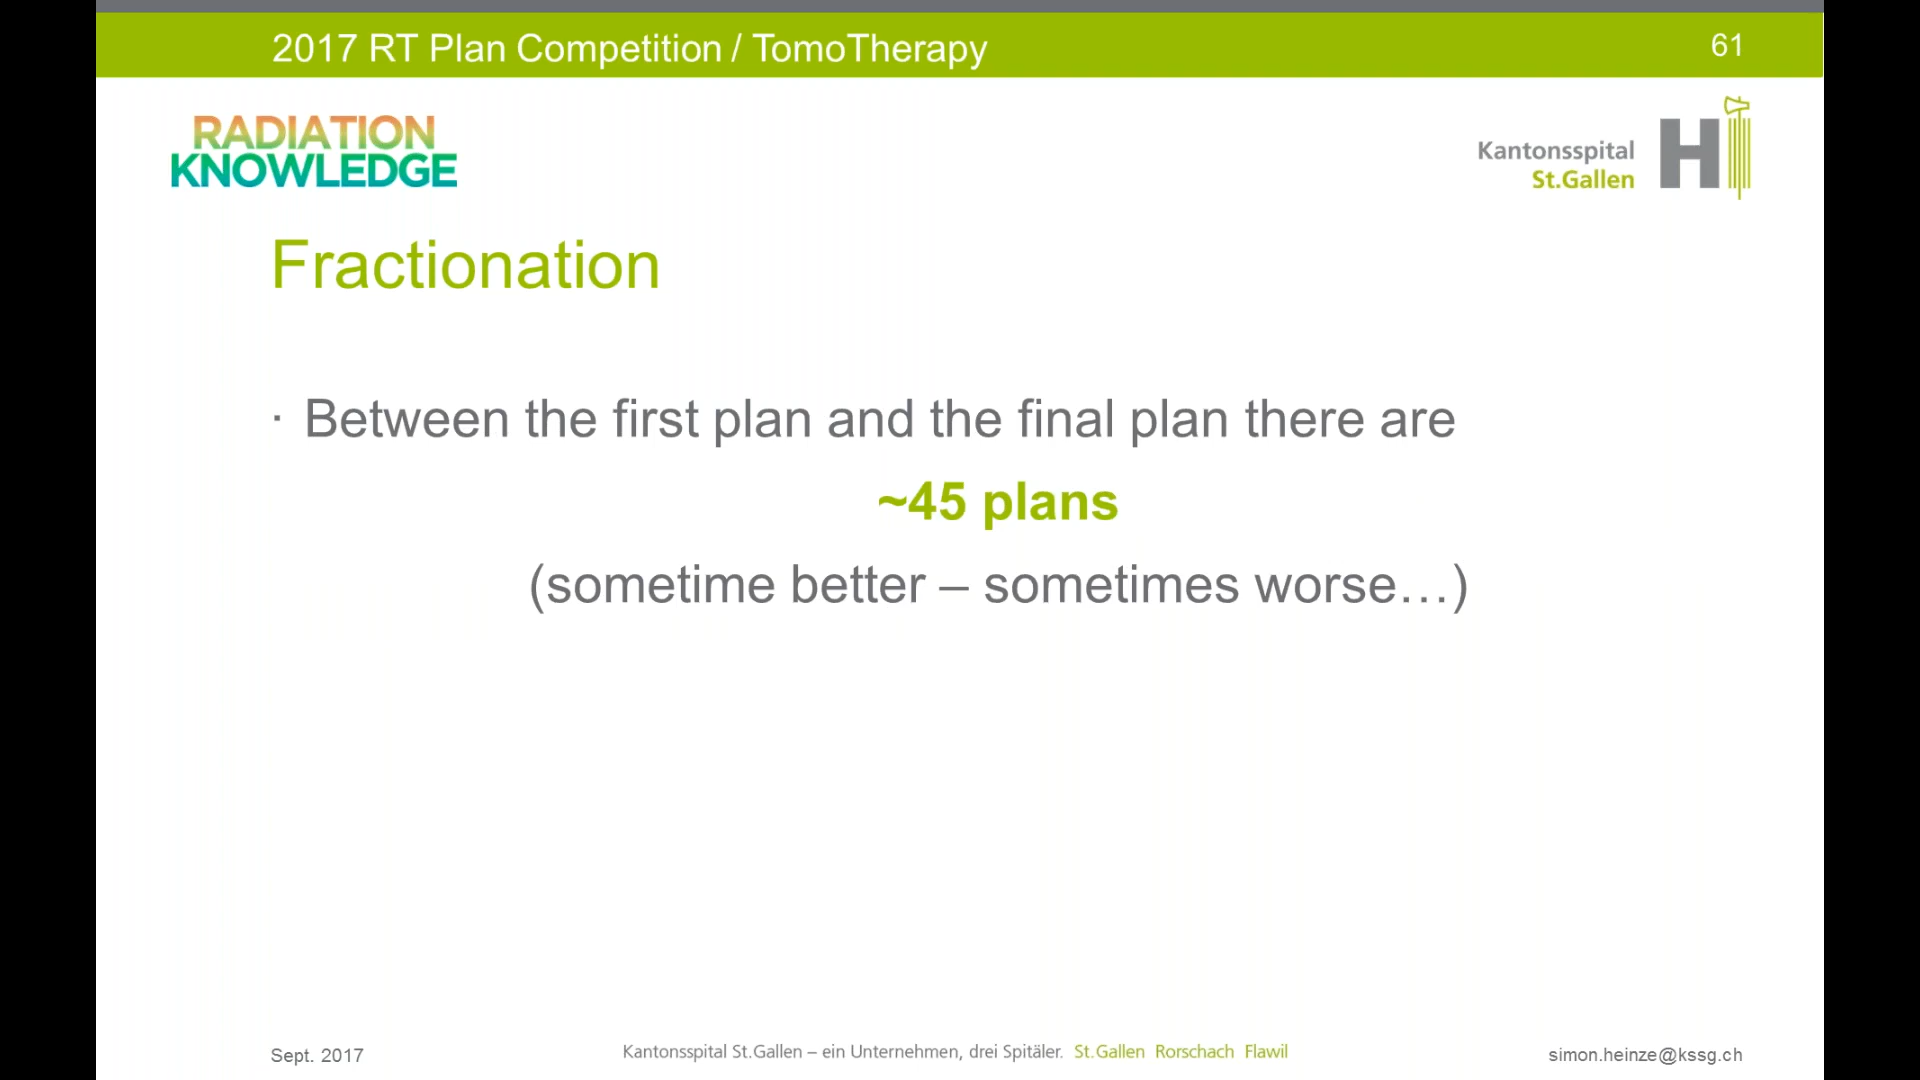 2017 RT Plan Competition / TomoTherapy
61
RADIATION
KNOWLEDGE
Kantonsspital
St.Gallen
H
Fractionation
· Between the first plan and the final plan there are
~45 plans
(sometime better – sometimes worse…)
Sept. 2017
Kantonsspital St.Gallen – ein Unternehmen, drei Spitäler. St.Gallen Rorschach Flawil
simon.heinze@kssg.ch